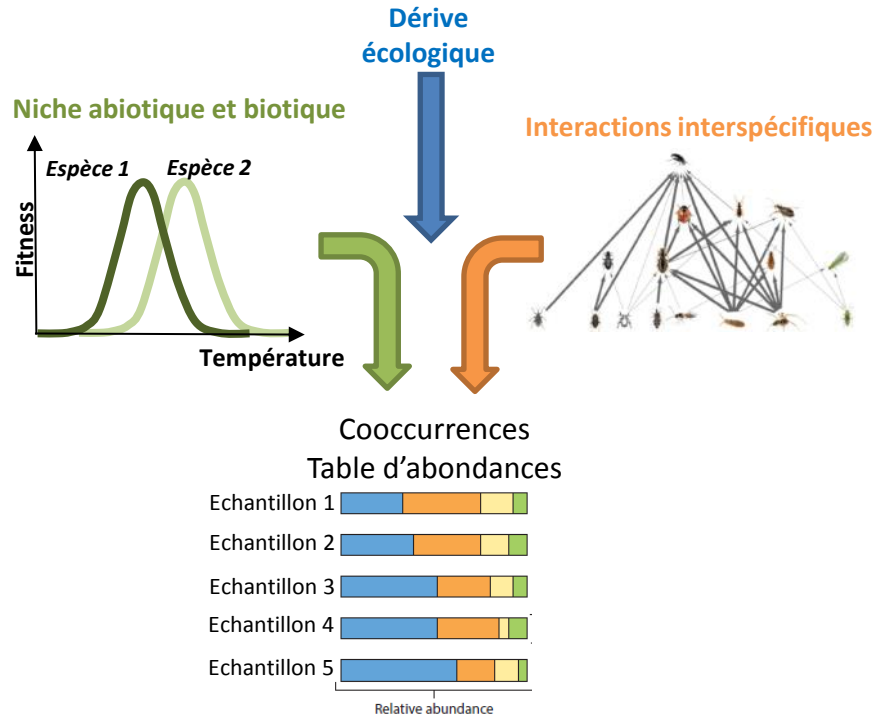 Dérive
écologique
Niche abiotique et biotique
Interactions interspécifiques
Espèce 1
Espèce 2
Fitness
Température
Cooccurrences
Table d'abondances
Echantillon 1
Echantillon 2
Echantillon 3
Echantillon 4
Echantillon 5
Relative abundance